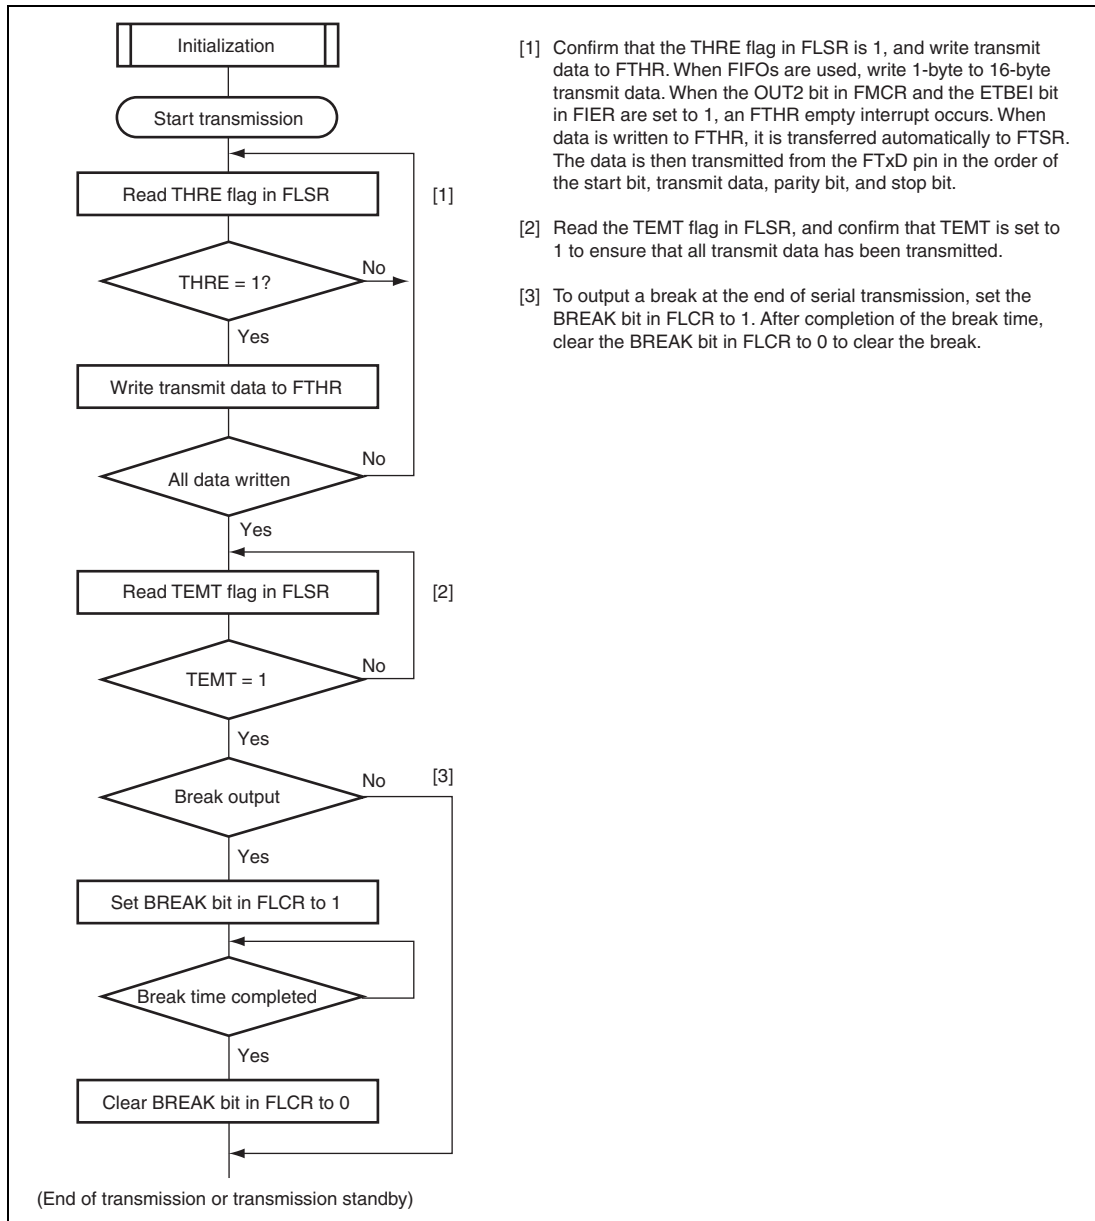 Initialization
Start transmission
Read THRE flag in FLSR
[1]
THRE = 1?
No
Yes
Write transmit data to FTHR
All data written
No
Yes
Read TEMT flag in FLSR
[2]
TEMT = 1
No
Yes
Break output
No
[3]
Yes
Set BREAK bit in FLCR to 1
Break time completed
Yes
Clear BREAK bit in FLCR to 0
(End of transmission or transmission standby)
[1] Confirm that the THRE flag in FLSR is 1, and write transmit
data to FTHR. When FIFOs are used, write 1-byte to 16-byte
transmit data. When the OUT2 bit in FMCR and the ETBEI bit
in FIER are set to 1, an FTHR empty interrupt occurs. When
data is written to FTHR, it is transferred automatically to FTSR.
The data is then transmitted from the FTxD pin in the order of
the start bit, transmit data, parity bit, and stop bit.
[2] Read the TEMT flag in FLSR, and confirm that TEMT is set to
1 to ensure that all transmit data has been transmitted.
[3] To output a break at the end of serial transmission, set the
BREAK bit in FLCR to 1. After completion of the break time,
clear the BREAK bit in FLCR to 0 to clear the break.